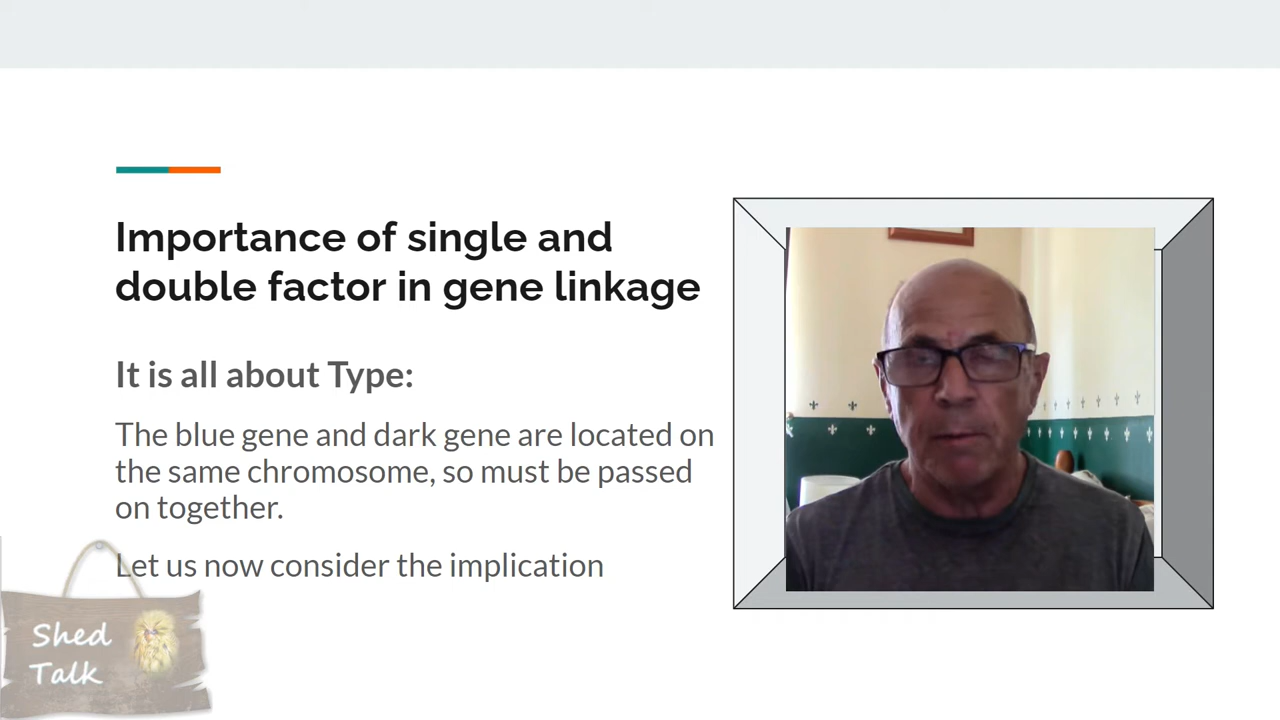 Importance of single and
double factor in gene linkage
It is all about Type:
The blue gene and dark gene are located on
the same chromosome, so must be passed
on together.
Let us now consider the implication
Shed
Talk